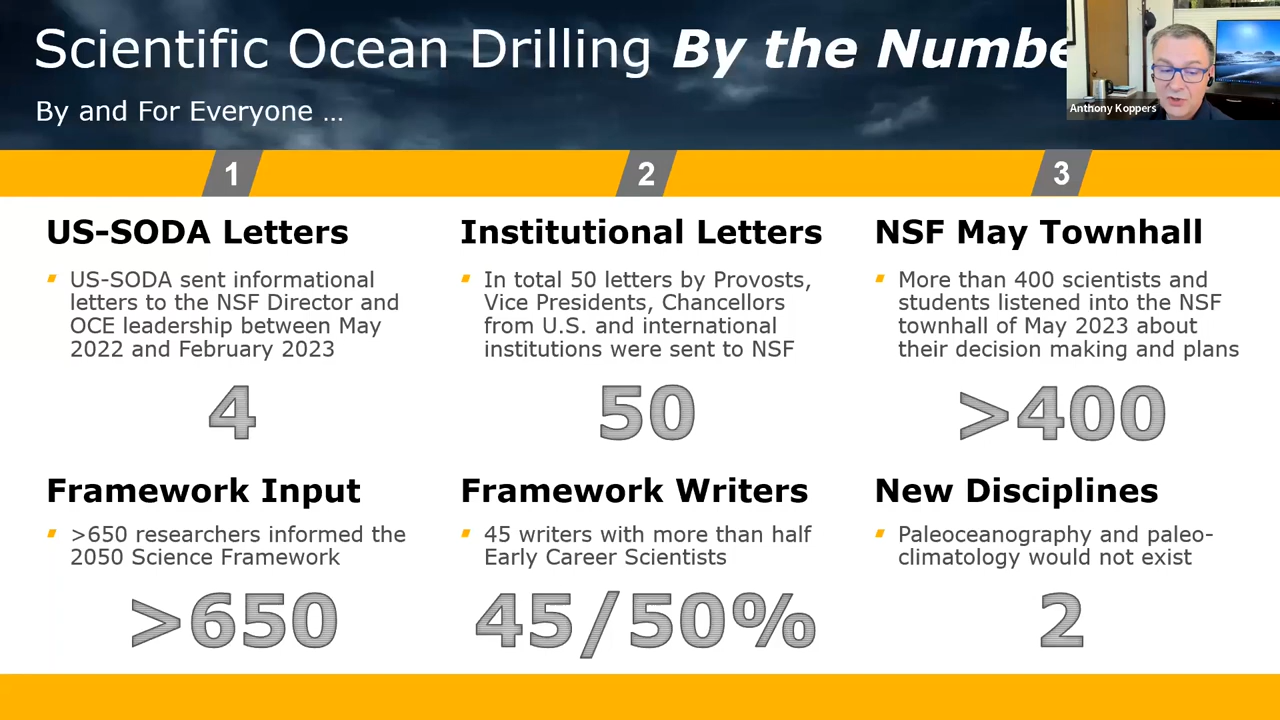 Scientific Ocean Drilling By the Numbe
By and For Everyone ...
Anthony Koppers
1
2
3
US-SODA Letters
US-SODA sent informational
letters to the NSF Director and
OCE leadership between May
2022 and February 2023
4
Institutional Letters
In total 50 letters by Provosts,
Vice Presidents, Chancellors
from U.S. and international
institutions were sent to NSF
50
NSF May Townhall
More than 400 scientists and
students listened into the NSF
townhall of May 2023 about
their decision making and plans
>400
Framework Input
>650 researchers informed the
2050 Science Framework
>650
Framework Writers
45 writers with more than half
Early Career Scientists
45/50%
New Disciplines
Paleoceanography and paleo-
climatology would not exist
2